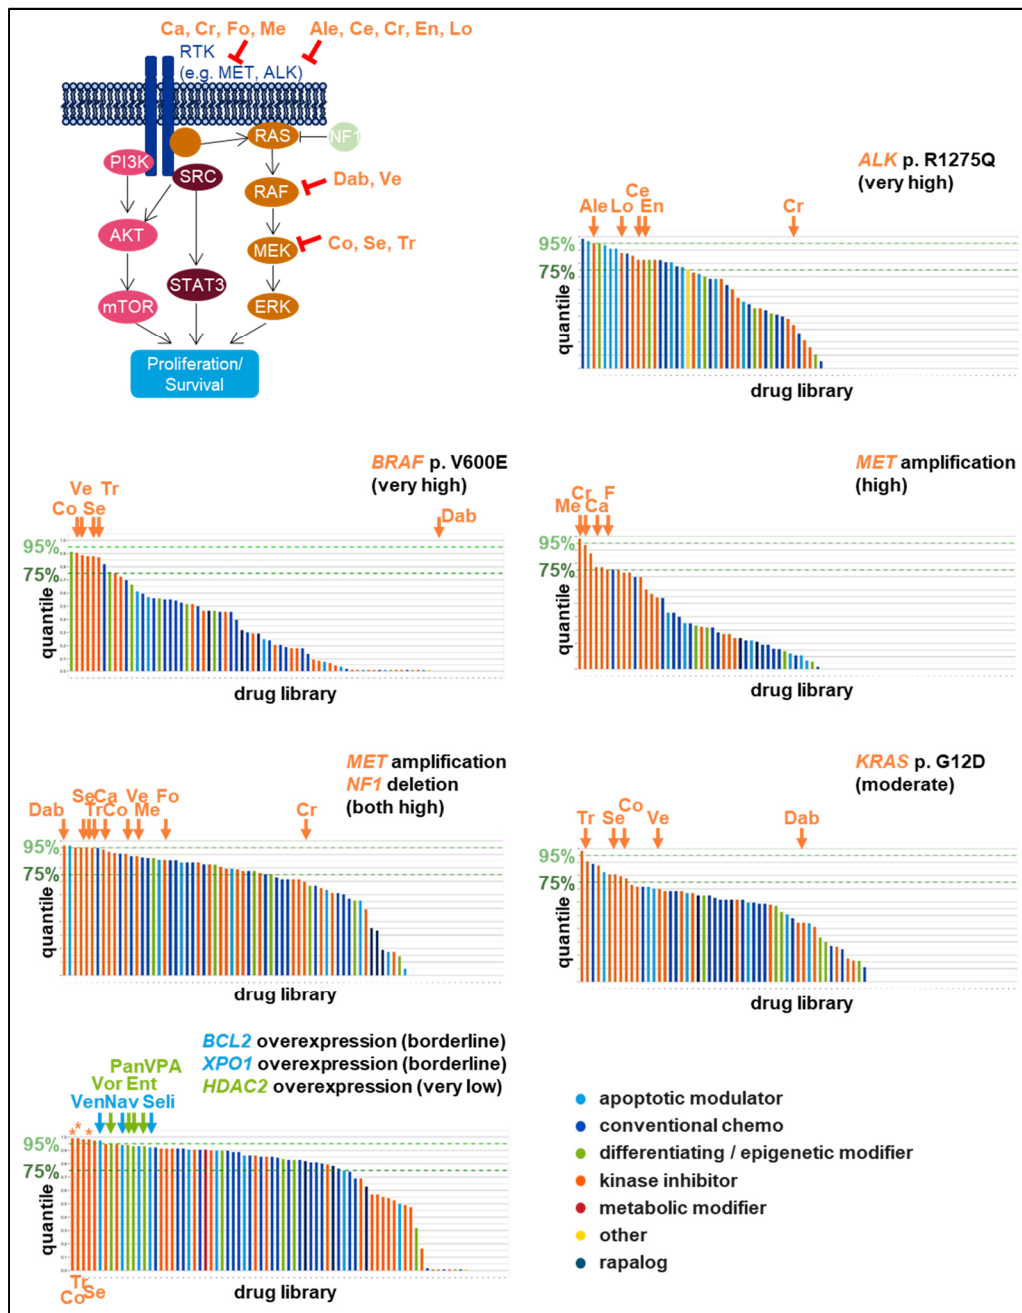 Ca, Cr, Fo, Me
Ale, Ce, Cr, En, Lo
RTK
(e.g. MET, ALK)
RAS
NF1
PI3K
SRC
RAF
Dab, Ve
AKT
MEK
Co, Se, Tr
STAT3
mTOR
ERK
Proliferation/
Survival
ALK p. R1275Q
(very high)
Ce
Ale Lo En
Cr
95%
75%
quantile
drug library
BRAF p. V600E
(very high)
Ve Tr
Co Se
Dab
95%
75%
quantile
drug library
MET amplification
(high)
Cr F
Me Ca
95%
75%
quantile
drug library
MET amplification
NF1 deletion
(both high)
Se Ca Ve Fo
Dab Tr Co Me
Cr
95%
75%
quantile
drug library
KRAS p. G12D
(moderate)
Co
Tr Se Ve
Dab
95%
75%
quantile
drug library
BCL2 overexpression (borderline)
XPO1 overexpression (borderline)
HDAC2 overexpression (very low)
PanVPA
Vor Ent
VenNav Seli
* * *
95%
75%
quantile
Tr
Co Se
drug library
apoptotic modulator
conventional chemo
differentiating / epigenetic modifier
kinase inhibitor
metabolic modifier
other
rapalog